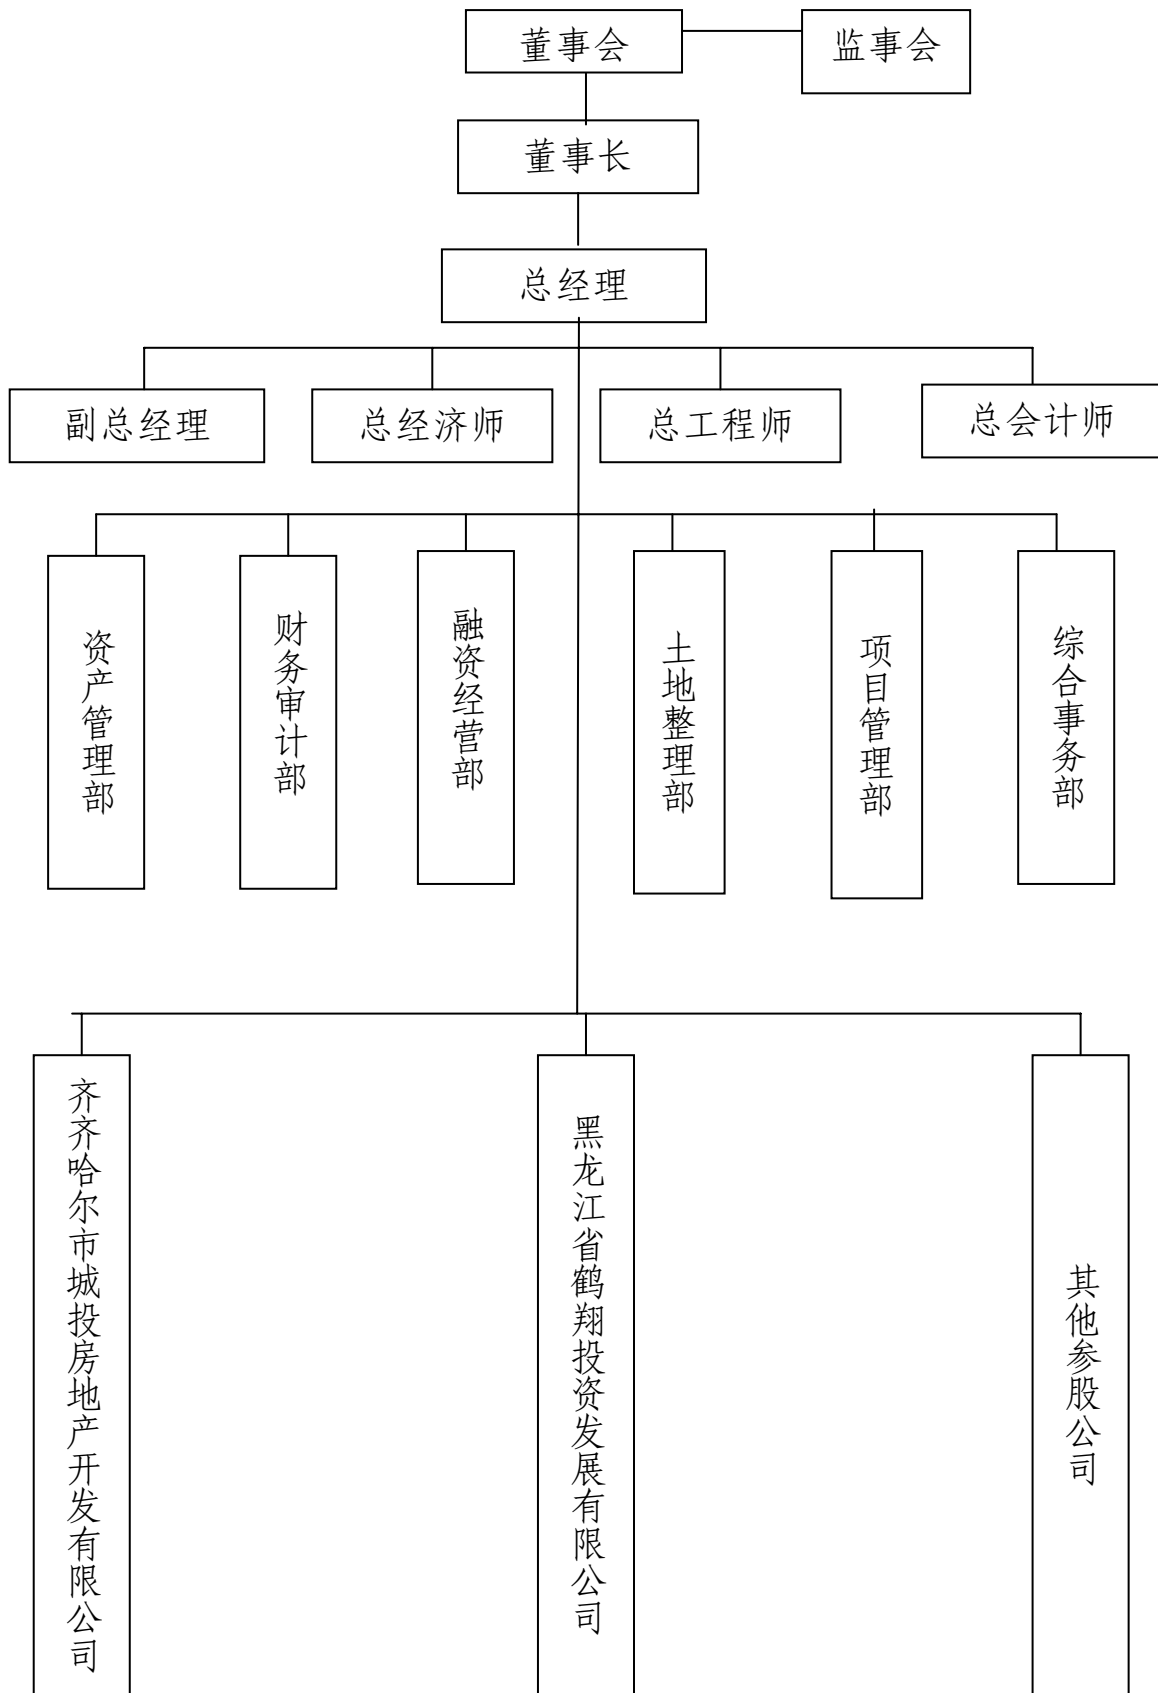 董事会
监事会
董事长
总经理
副总经理
总经济师
总工程师
总会计师
资产管理部
财务审计部
融资经营部
土地整理部
项目管理部
综合事务部
齐齐哈尔市城投房地产开发有限公司
黑龙江省鹤翔投资发展有限公司
其他参股公司